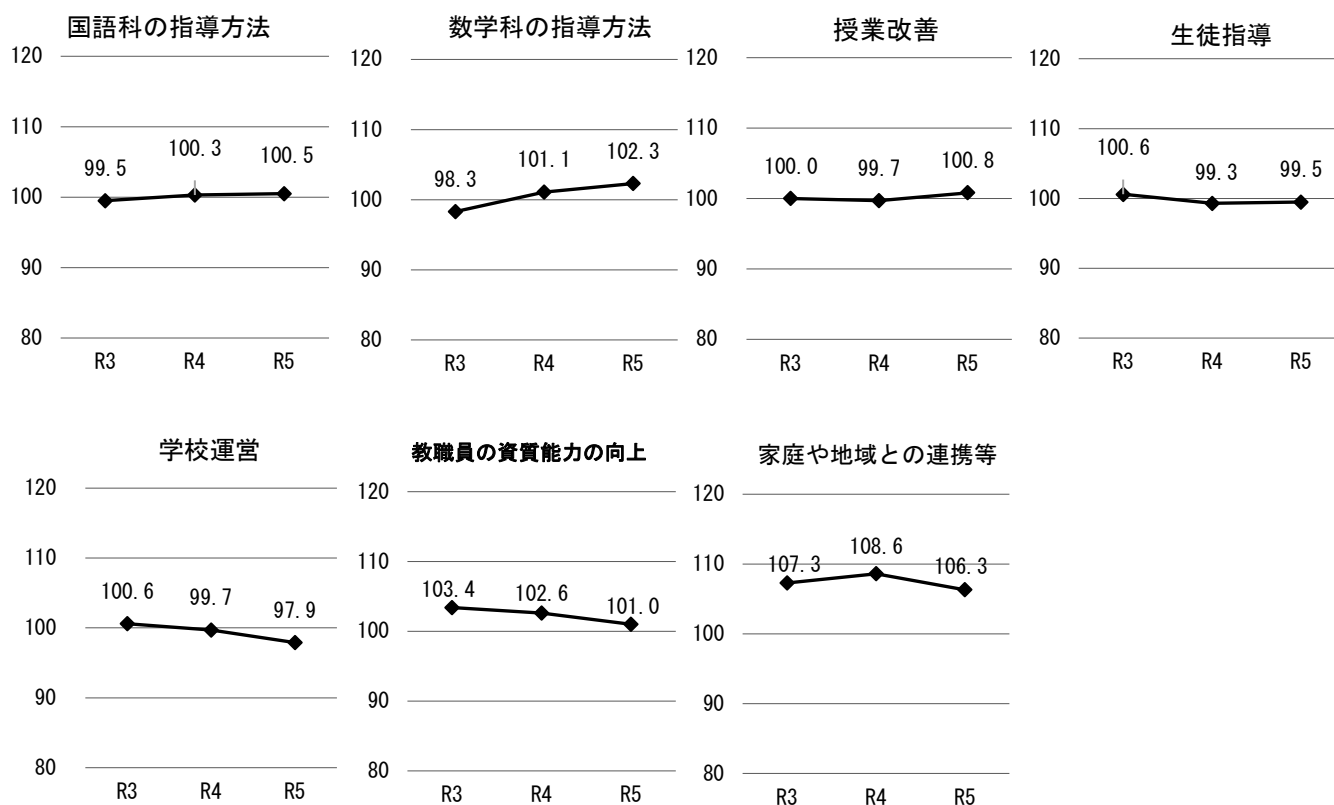 国語科の指導方法
120
110
100
90
80
99.5
100.3
100.5
R3
R4
R5
数学科の指導方法
120
110
100
90
80
98.3
101.1
102.3
R3
R4
R5
授業改善
120
110
100
90
80
100.0
99.7
100.8
R3
R4
R5
生徒指導
120
110
100
90
80
100.6
99.3
99.5
R3
R4
R5
学校運営
120
110
100
90
80
100.6
99.7
97.9
R3
R4
R5
教職員の資質能力の向上
120
110
100
90
80
103.4
102.6
101.0
R3
R4
R5
家庭や地域との連携等
120
110
100
90
80
107.3
108.6
106.3
R3
R4
R5